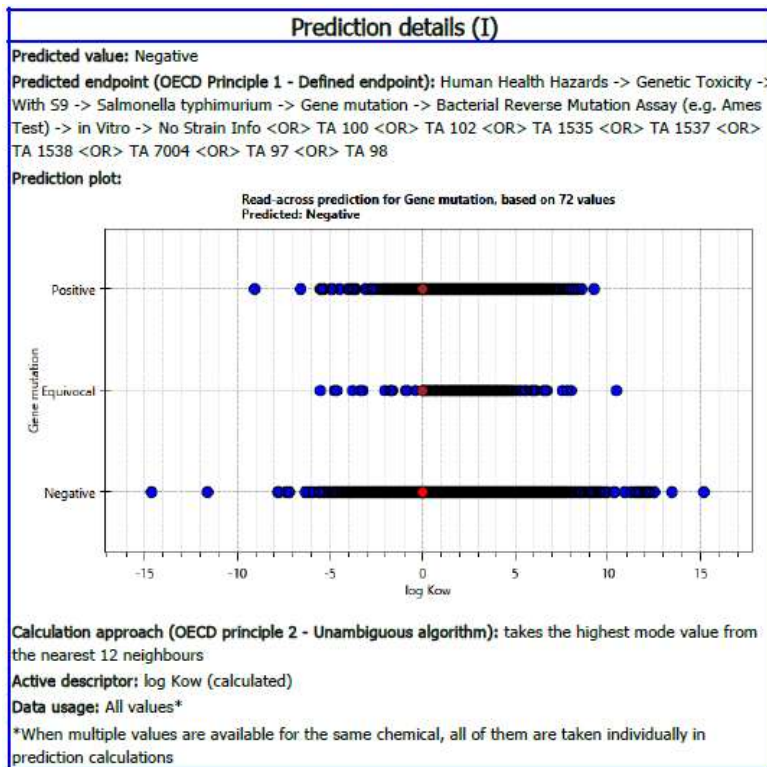 Prediction details (I)
Predicted value: Negative
Predicted endpoint (OECD Principle 1 - Defined endpoint): Human Health Hazards -> Genetic Toxicity ->
With S9 -> Salmonella typhimurium -> Gene mutation -> Bacterial Reverse Mutation Assay (e.g. Ames
Test) -> in Vitro -> No Strain Info <OR> TA 100 <OR> TA 102 <OR> TA 1535 <OR> TA 1537 <OR>
TA 1538 <OR> TA 7004 <OR> TA 97 <OR> TA 98
Prediction plot:
Read-across prediction for Gene mutation, based on 72 values
Predicted: Negative
Positive
Equivocal
Negative
Gene mutation
-15 -10 -5 0 5 10 15
log Kow
Calculation approach (OECD principle 2 - Unambiguous algorithm): takes the highest mode value from
the nearest 12 neighbours
Active descriptor: log Kow (calculated)
Data usage: All values*
*When multiple values are available for the same chemical, all of them are taken individually in
prediction calculations